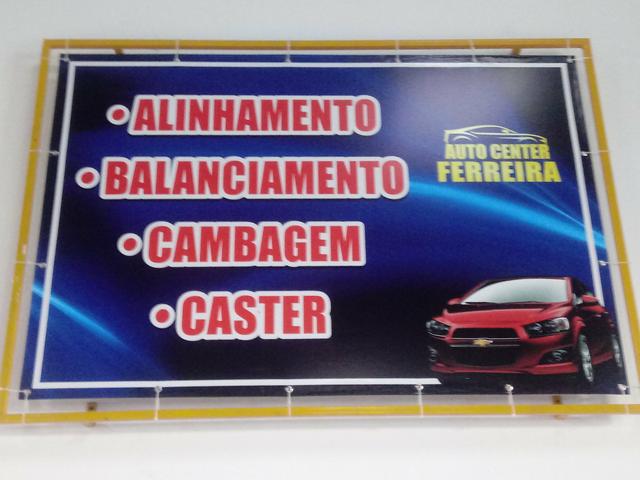 • ALINHAMENTO
• BALANCIAMENTO
• CAMBAGEM
• CASTER
AUTO CENTER
FERREIRA